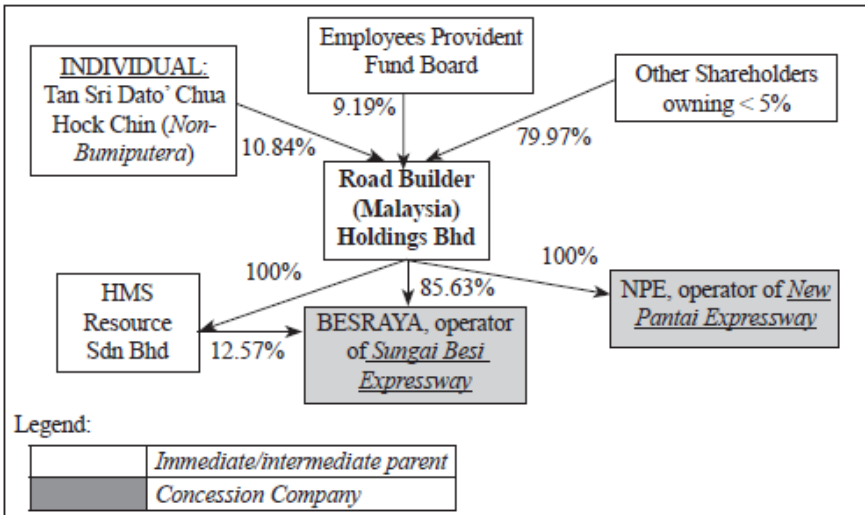 INDIVIDUAL:
Tan Sri Dato’ Chua
Hock Chin (Non-
Bumiputera)
Employees Provident
Fund Board
Other Shareholders
owning < 5%
10.84%
9.19%
79.97%
Road Builder
(Malaysia)
Holdings Bhd
100%
85.63%
100%
HMS
Resource
Sdn Bhd
12.57%
BESRAYA, operator
of Sungai Besi
Expressway
NPE, operator of New
Pantai Expressway
Legend:
Immediate/intermediate parent
Concession Company